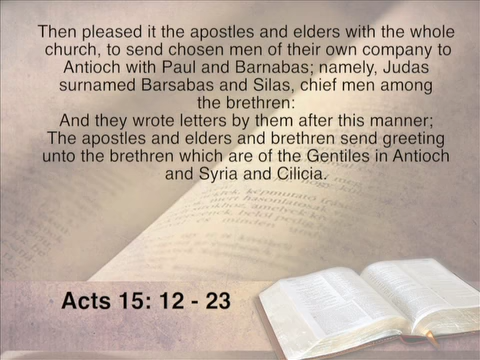 Then pleased it the apostles and elders with the whole
church, to send chosen men of their own company to
Antioch with Paul and Barnabas; namely, Judas
surnamed Barsabas and Silas, chief men among
the brethren:
And they wrote letters by them after this manner;
The apostles and elders and brethren send greeting
unto the brethren which are of the Gentiles in Antioch
and Syria and Cilicia.
Acts 15: 12 - 23